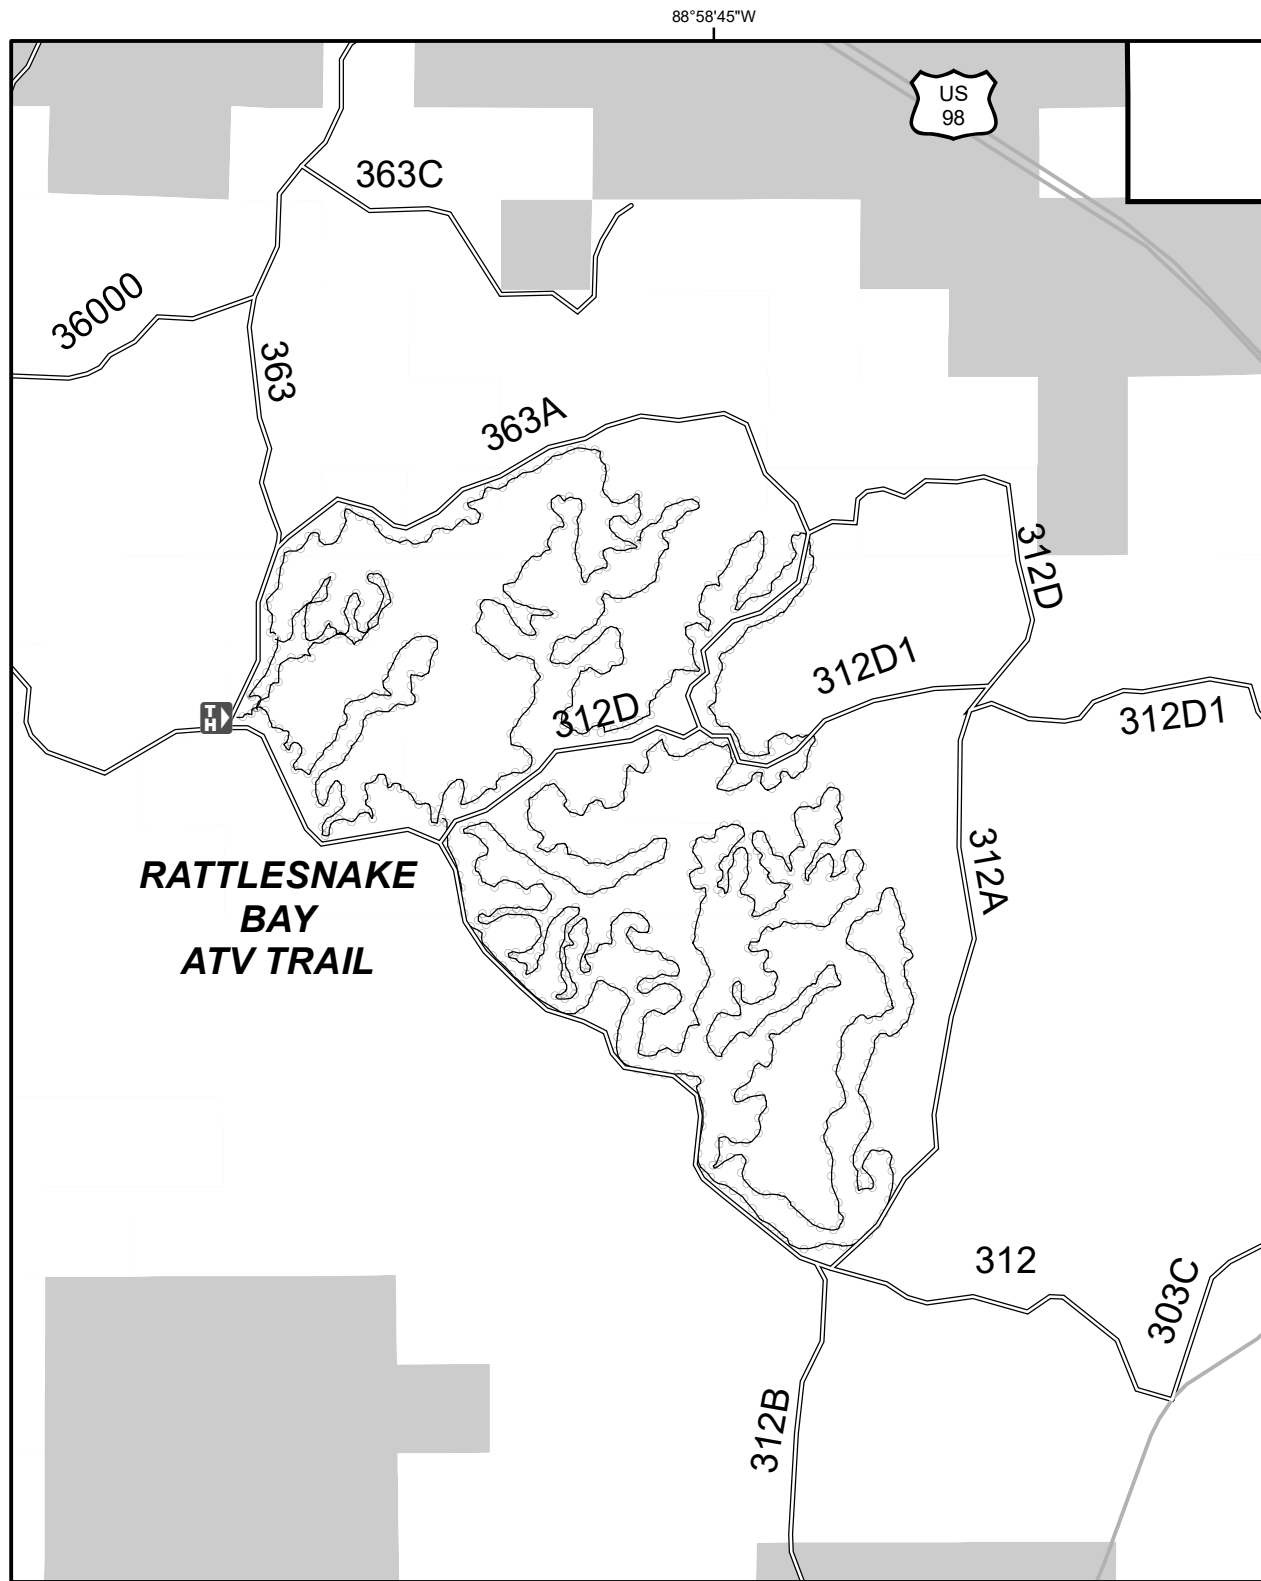 88°58'45"W
US
98
363C
36000
363
363A
312D
312D1
312D
312D1
TH
312A
RATTLESNAKE
BAY
ATV TRAIL
312
303C
312B